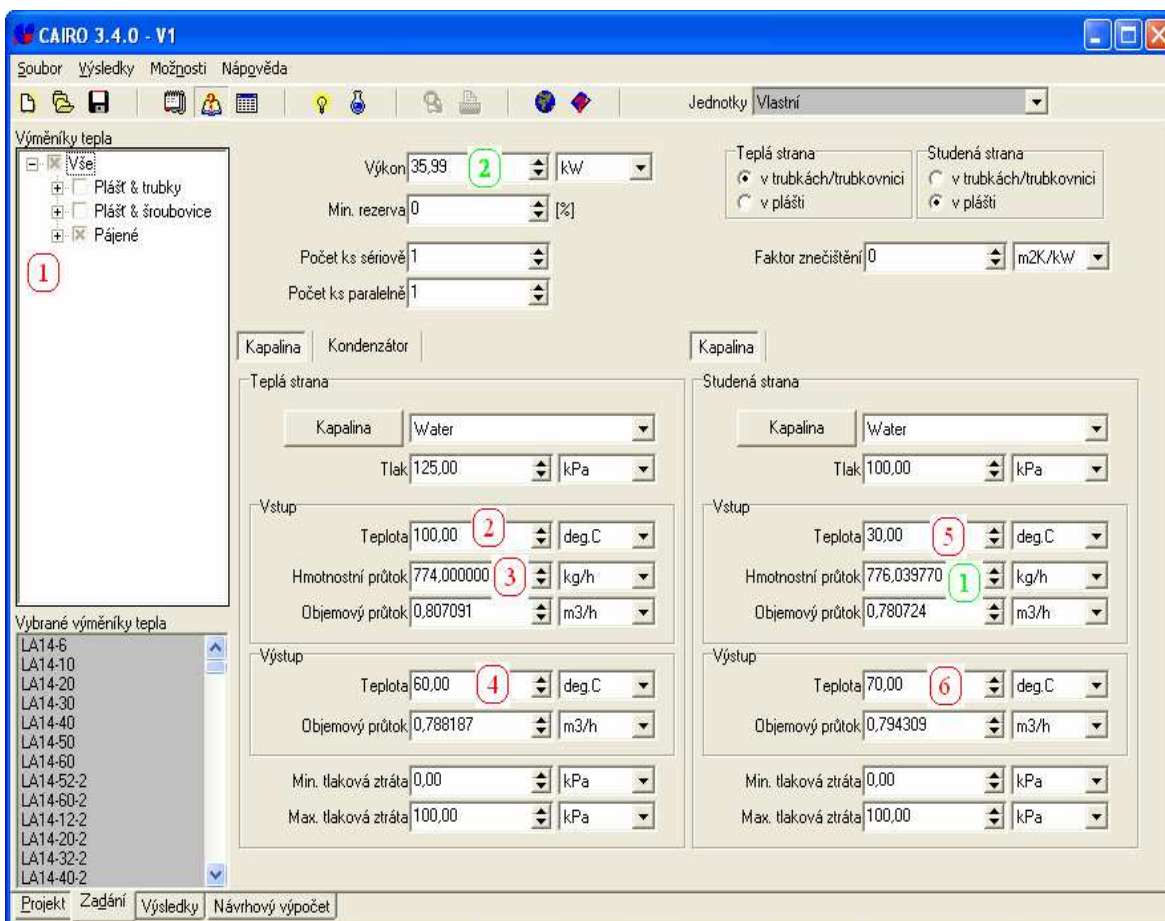 CAIRO 3.4.0 - V1
Soubor Výsledky Možnosti Nápověda
Jednotky Vlastní
Výměníky tepla
Vše
Plášť & trubky
Plášť & šroubovice
Pájené
1
Výkon 35,99 2 kW
Min. rezerva 0 [%]
Počet ks sériově 1
Počet ks paralelně 1
Teplá strana
v trubkách/trubkovnici
v plášti
Studená strana
v trubkách/trubkovnici
v plášti
Faktor znečištění 0 m2K/kW
Kapalina Kondenzátor
Teplá strana
Kapalina Water
Tlak 125,00 kPa
Vstup
Teplota 100,00 2 deg.C
Hmotnostní průtok 774,000000 3 kg/h
Objemový průtok 0,807091 m3/h
Výstup
Teplota 60,00 4 deg.C
Objemový průtok 0,788187 m3/h
Min. tlaková ztráta 0,00 kPa
Max. tlaková ztráta 100,00 kPa
Kapalina
Studená strana
Kapalina Water
Tlak 100,00 kPa
Vstup
Teplota 30,00 5 deg.C
Hmotnostní průtok 776,039770 1 kg/h
Objemový průtok 0,780724 m3/h
Výstup
Teplota 70,00 6 deg.C
Objemový průtok 0,794309 m3/h
Min. tlaková ztráta 0,00 kPa
Max. tlaková ztráta 100,00 kPa
Vybrané výměníky tepla
LA14-6
LA14-10
LA14-20
LA14-30
LA14-40
LA14-50
LA14-60
LA14-52-2
LA14-60-2
LA14-12-2
LA14-20-2
LA14-32-2
LA14-40-2
Projekt Zadání Výsledky Návrhový výpočet